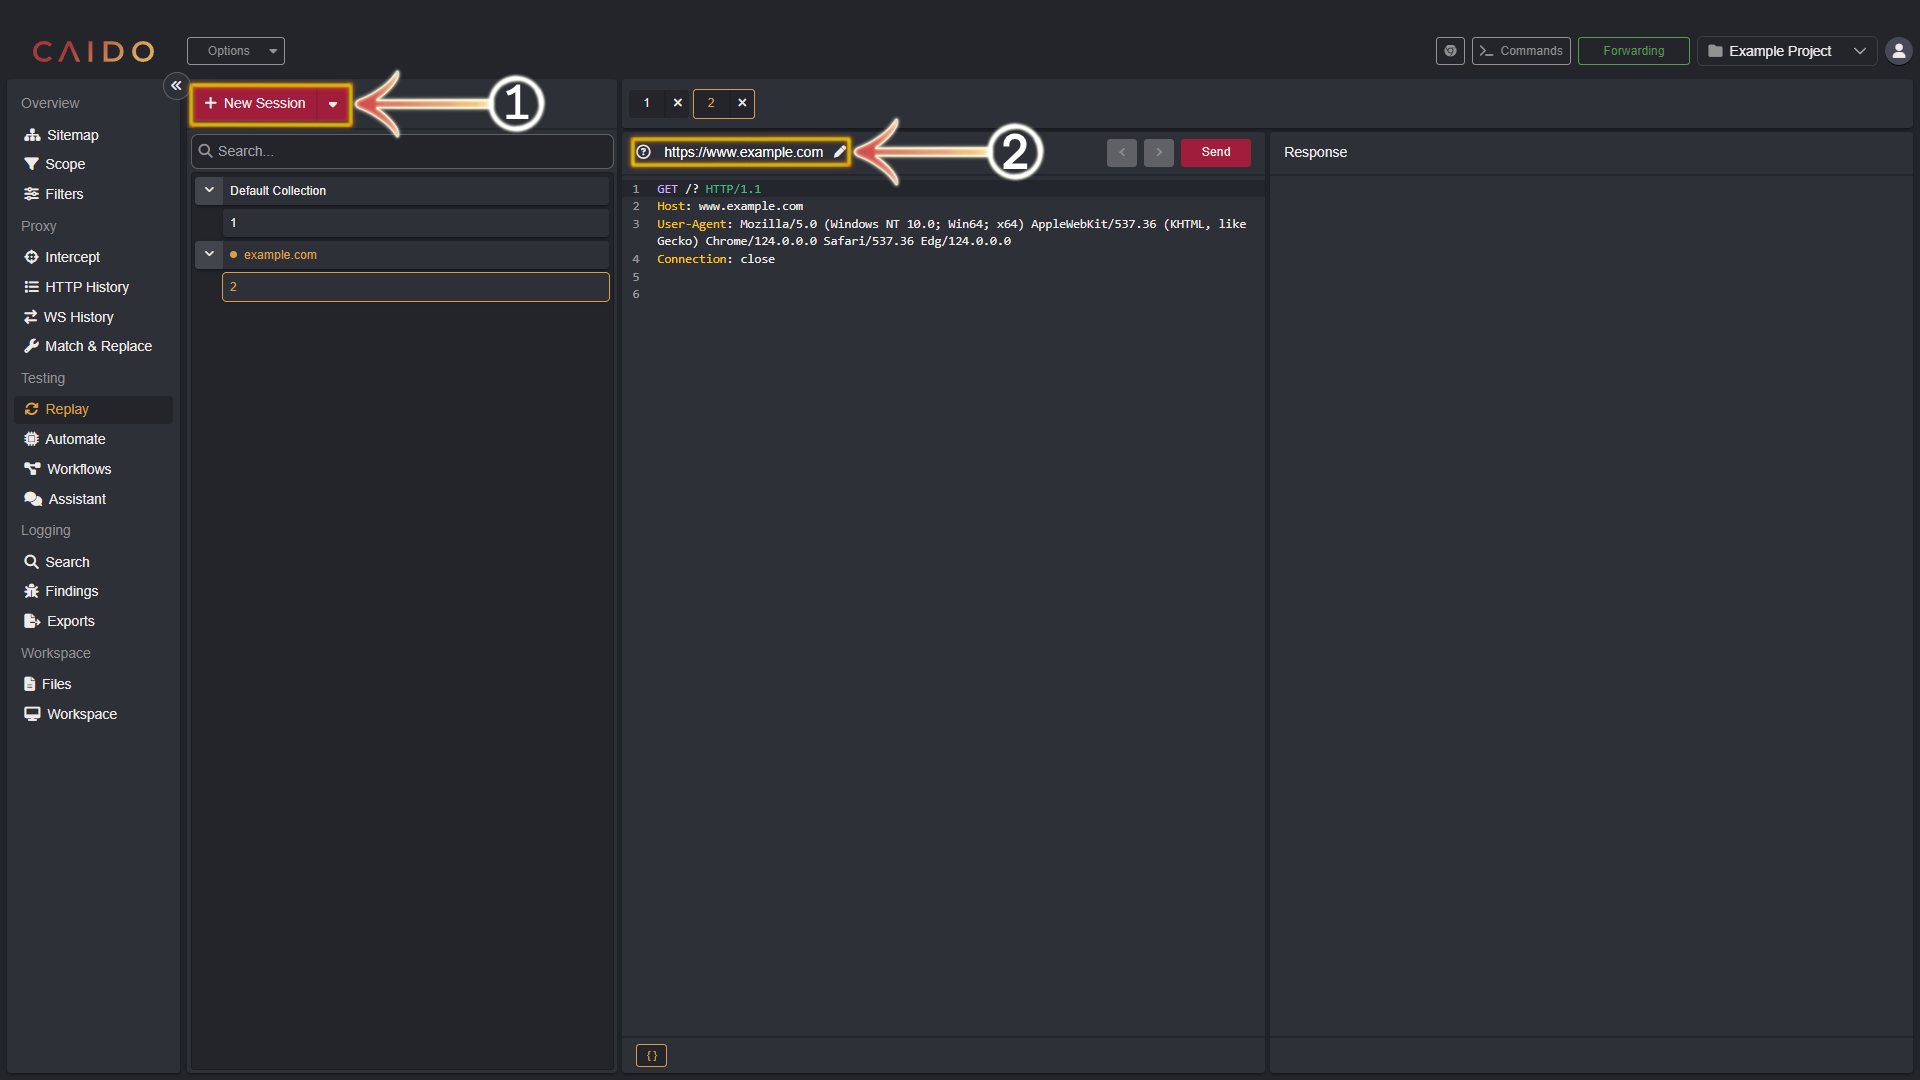 CAIDO
Options
Commands
Forwarding
Example Project
Overview
Sitemap
Scope
Filters
Proxy
Intercept
HTTP History
WS History
Match & Replace
Testing
Replay
Automate
Workflows
Assistant
Logging
Search
Findings
Exports
Workspace
Files
Workspace
+ New Session
1
Search...
Default Collection
1
example.com
2
1 ×
2 ×
? https://www.example.com
2
< > Send
1 GET /? HTTP/1.1
2 Host: www.example.com
3 User-Agent: Mozilla/5.0 (Windows NT 10.0; Win64; x64) AppleWebKit/537.36 (KHTML, like
Gecko) Chrome/124.0.0.0 Safari/537.36 Edg/124.0.0.0
4 Connection: close
5
6
{}
Response